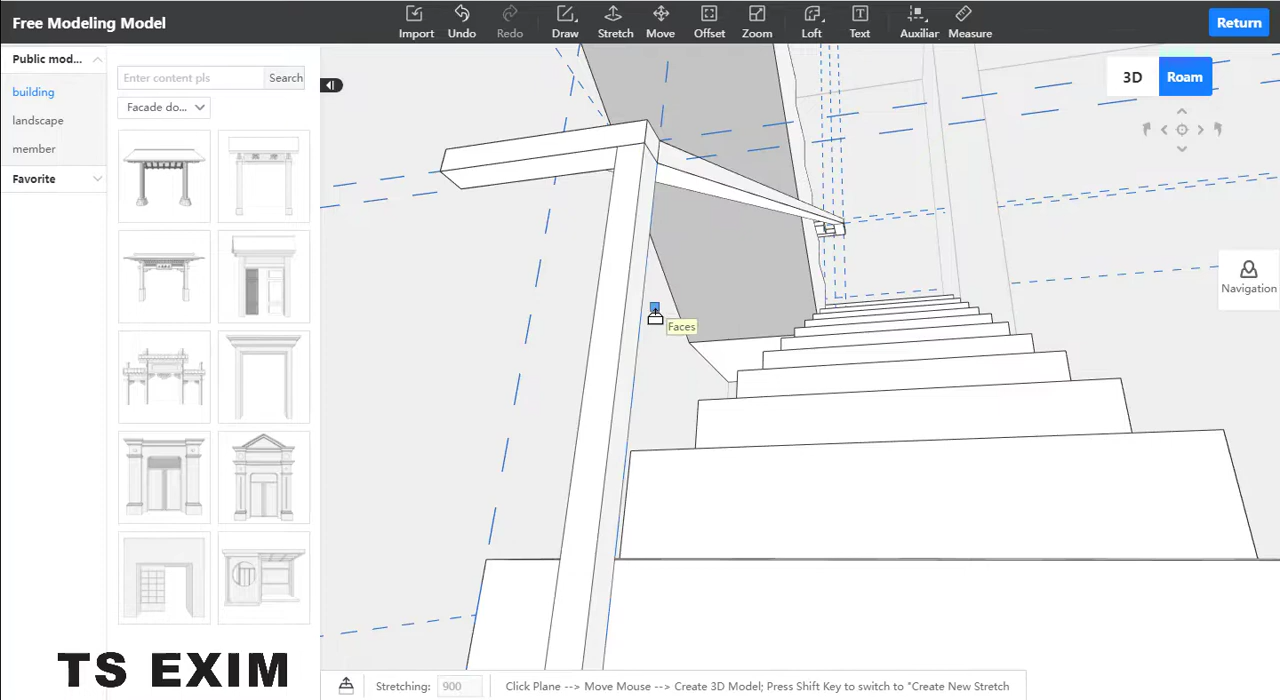 Free Modeling Model
Import
Undo
Redo
Draw
Stretch
Move
Offset
Zoom
Loft
Text
Auxiliar
Measure
Return
Public mod...
building
landscape
member
Favorite
Enter content pls
Search
Facade do...
3D
Roam
Navigation
Faces
TS EXIM
Stretching: 900 Click Plane --> Move Mouse --> Create 3D Model; Press Shift Key to switch to "Create New Stretch